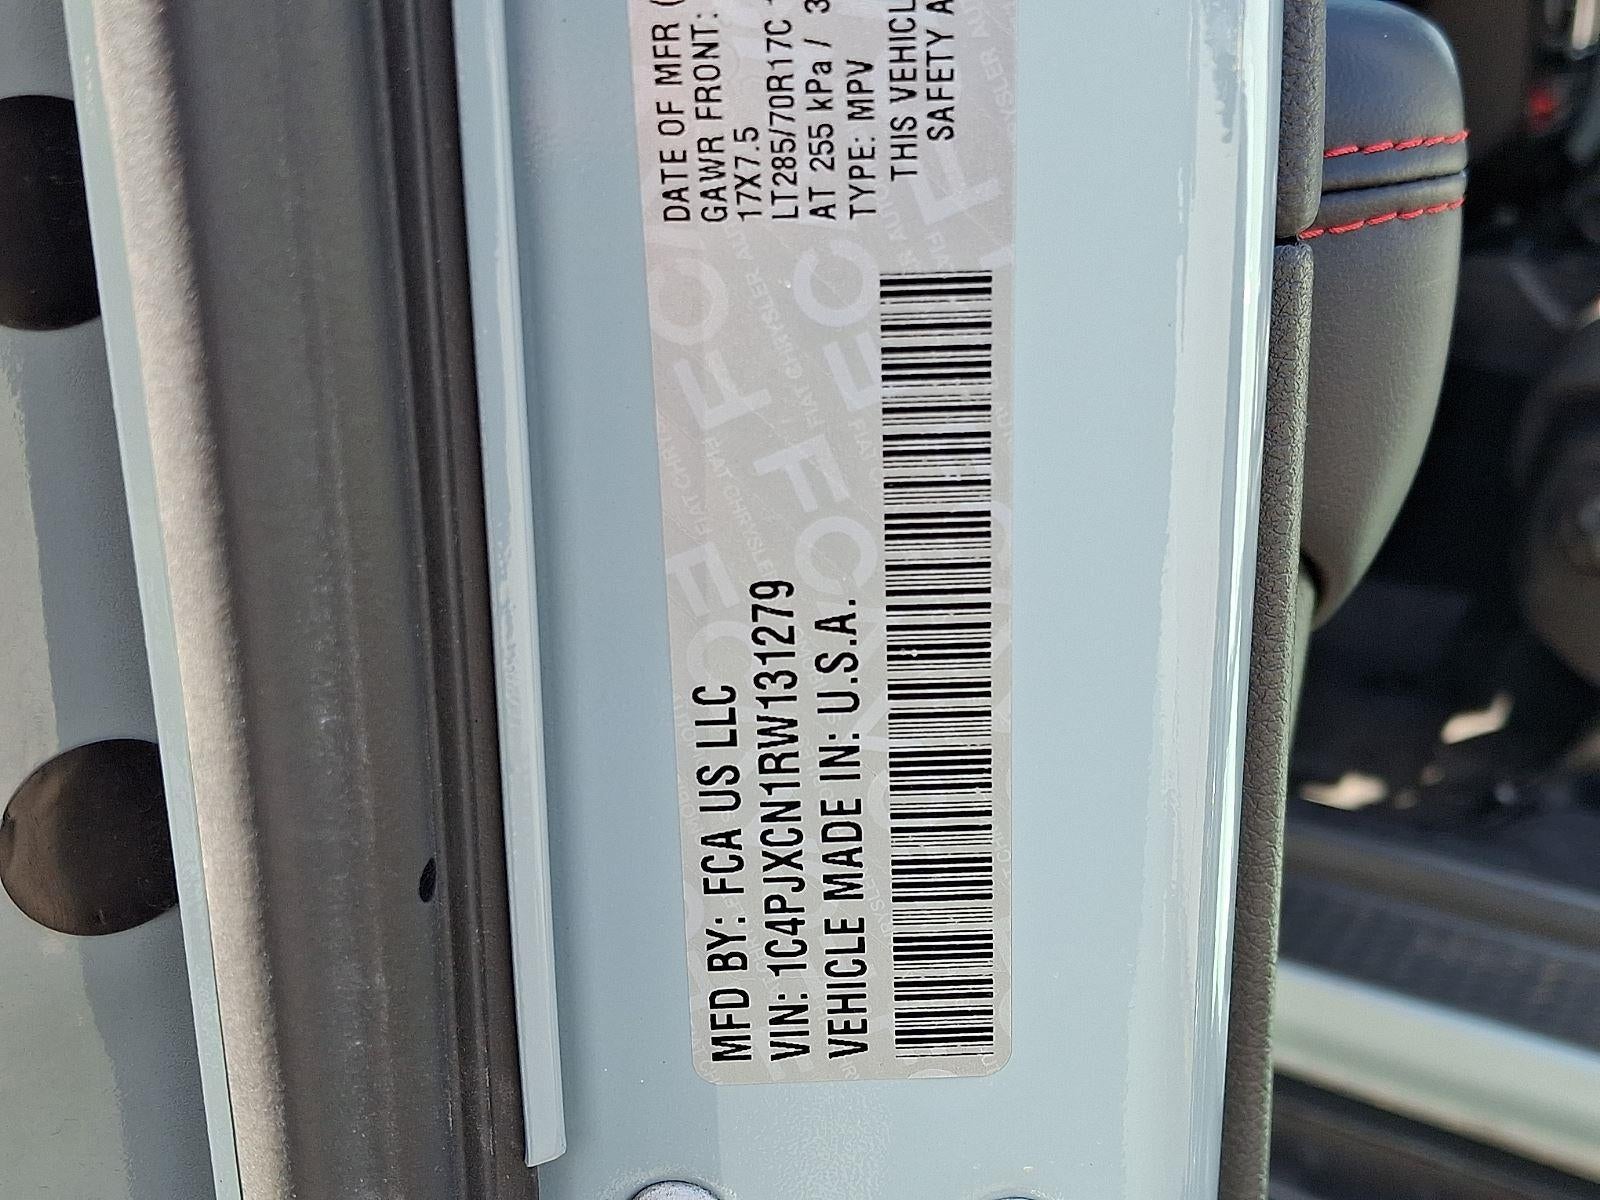 MFD BY: FCA US LLC
VIN: 1C4PJXCN1RW131279
VEHICLE MADE IN: U.S.A.
DATE OF MFR
GAWR FRONT:
17X7.5
LT285/70R17C
AT 255 kPa /
TYPE: MPV
THIS
SAFETY